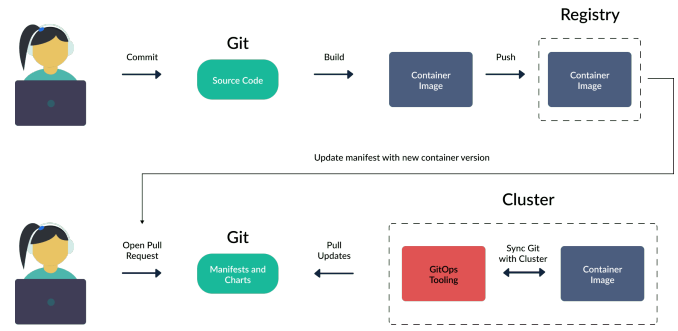 Registry
Git
Commit
Source Code
Build
Container
Image
Push
Container
Image
Update manifest with new container version
Cluster
Git
Open Pull
Request
Manifests and
Charts
Pull
Updates
GitOps
Tooling
Sync Git
with Cluster
Container
Image